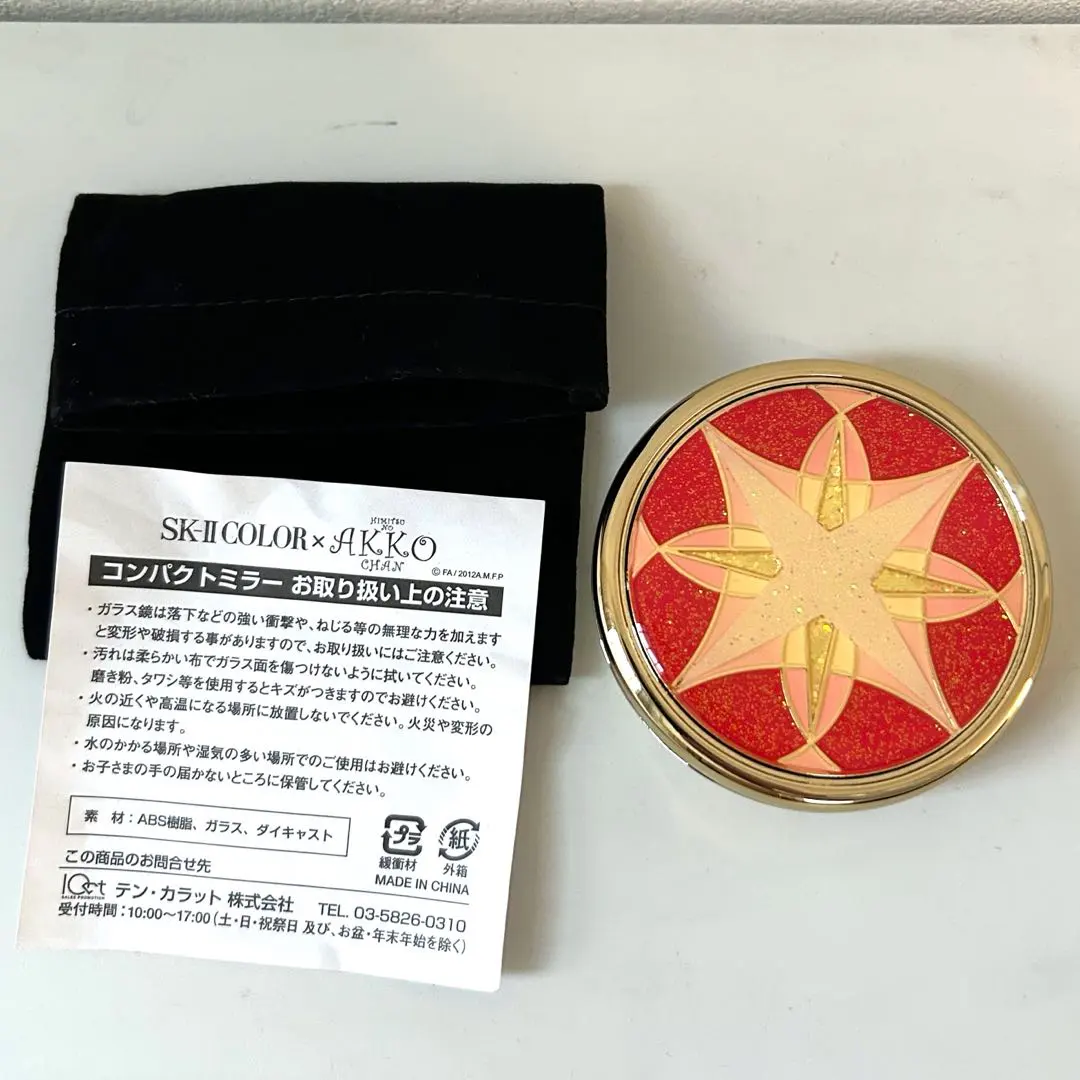 SK-II COLOR × HIMITSU NO AKKO CHAN
© FA / 2012A.M.F.P
コンパクトミラー お取り扱い上の注意
・ガラス鏡は落下などの強い衝撃や、ねじる等の無理な力を加えます
と変形や破損する事がありますので、お取り扱いにはご注意ください。
・汚れは柔らかい布でガラス面を傷つけないように拭いてください。
磨き粉、タワシ等を使用するとキズがつきますのでお避けください。
・火の近くや高温になる場所に放置しないでください。火災や変形の
原因になります。
・水のかかる場所や湿気の多い場所でのご使用はお避けください。
・お子さまの手の届かないところに保管してください。
素 材：ABS樹脂、ガラス、ダイキャスト
プラ
緩衝材
紙
外箱
MADE IN CHINA
この商品のお問合せ先
10ct SALES PROMOTION テン・カラット 株式会社 TEL. 03-5826-0310
受付時間：10:00〜17:00（土・日・祝祭日 及び、お盆・年末年始を除く）